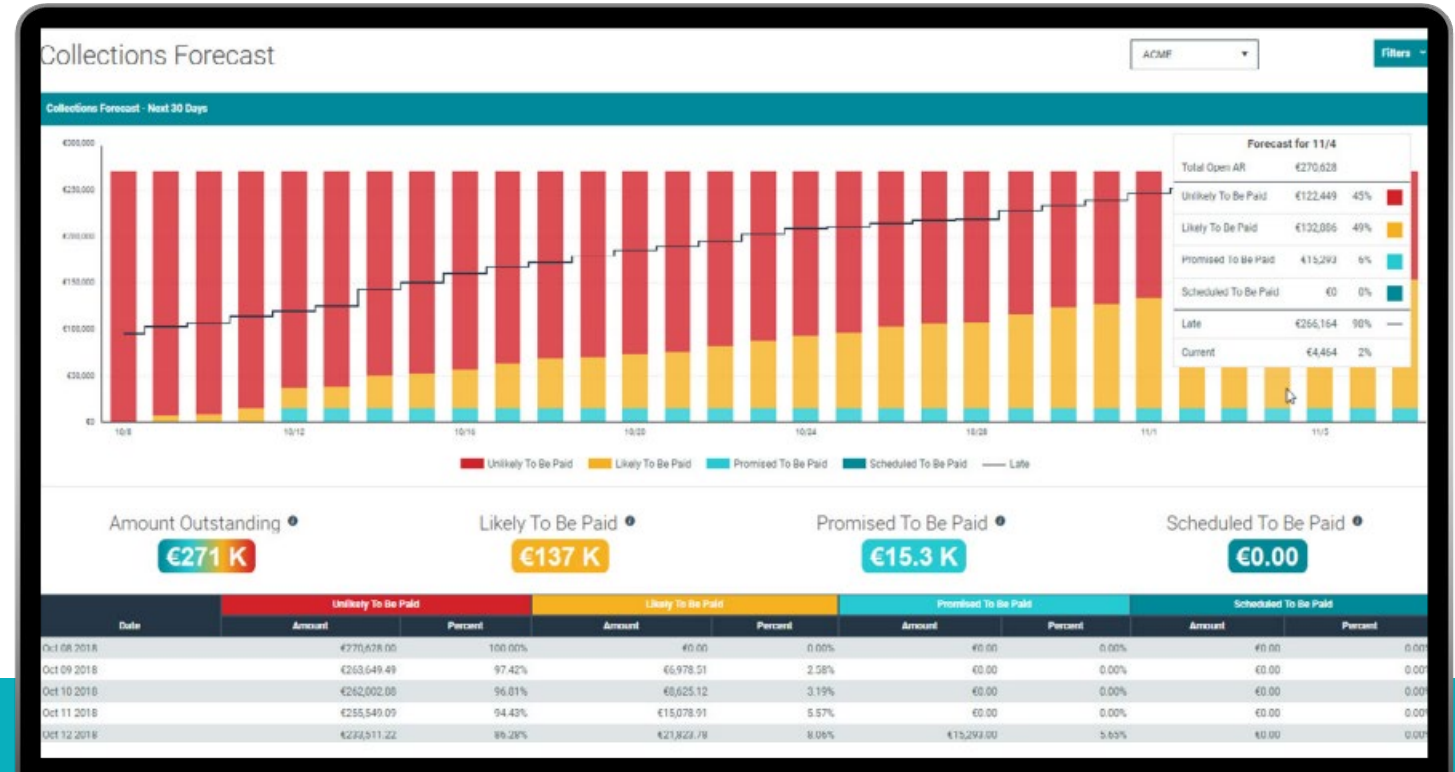 Collections Forecast
ACME
Filters
Collections Forecast - Next 30 Days
€300,000
€250,000
€200,000
€150,000
€100,000
€50,000
€0
10/8 10/12 10/16 10/20 10/24 10/28 11/1 11/5
Forecast for 11/4
Total Open AR €270,628
Unlikely To Be Paid €122,449 45%
Likely To Be Paid €132,886 49%
Promised To Be Paid €15,293 6%
Scheduled To Be Paid €0 0%
Late €266,164 98%
Current €4,464 2%
Unlikely To Be Paid Likely To Be Paid Promised To Be Paid Scheduled To Be Paid Late
Amount Outstanding Likely To Be Paid Promised To Be Paid Scheduled To Be Paid
€271 K €137 K €15.3 K €0.00
Unlikely To Be Paid Likely To Be Paid Promised To Be Paid Scheduled To Be Paid
Date Amount Percent Amount Percent Amount Percent Amount Percent
Oct 08 2018 €270,628.00 100.00% €0.00 0.00% €0.00 0.00% €0.00 0.00%
Oct 09 2018 €263,649.49 97.42% €6,978.51 2.58% €0.00 0.00% €0.00 0.00%
Oct 10 2018 €262,002.88 96.81% €8,625.12 3.19% €0.00 0.00% €0.00 0.00%
Oct 11 2018 €255,549.09 94.43% €15,078.91 5.57% €0.00 0.00% €0.00 0.00%
Oct 12 2018 €233,511.22 86.28% €21,823.78 8.06% €15,293.00 5.65% €0.00 0.00%